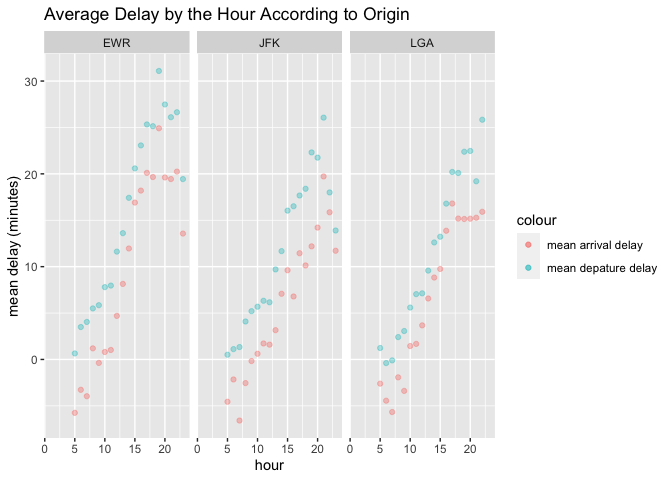 Average Delay by the Hour According to Origin
EWR JFK LGA
30
20
10
0
mean delay (minutes)
0 5 10 15 20 0 5 10 15 20 0 5 10 15 20
hour
colour
mean arrival delay
mean depature delay